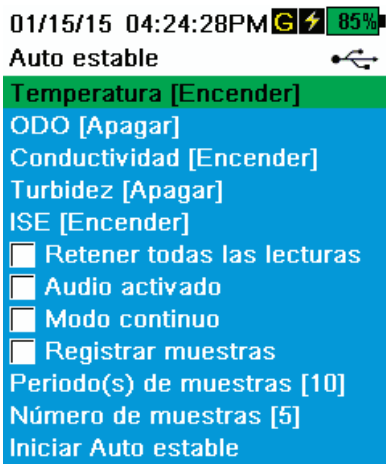 01/15/15 04:24:28PM G 85%
Auto estable
Temperatura [Encender]
ODO [Apagar]
Conductividad [Encender]
Turbidez [Apagar]
ISE [Encender]
Retener todas las lecturas
Audio activado
Modo continuo
Registrar muestras
Periodo(s) de muestras [10]
Número de muestras [5]
Iniciar Auto estable